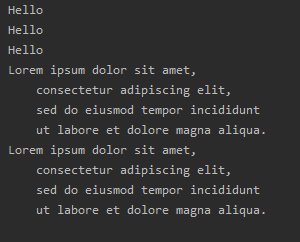 Hello
Hello
Hello
Lorem ipsum dolor sit amet,
    consectetur adipiscing elit,
    sed do eiusmod tempor incididunt
    ut labore et dolore magna aliqua.
Lorem ipsum dolor sit amet,
    consectetur adipiscing elit,
    sed do eiusmod tempor incididunt
    ut labore et dolore magna aliqua.